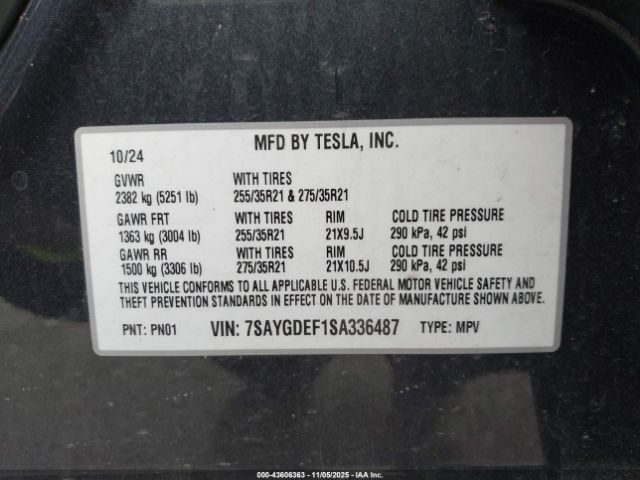 MFD BY TESLA, INC.
10/24
GVWR WITH TIRES
2382 kg (5251 lb) 255/35R21 & 275/35R21
GAWR FRT WITH TIRES RIM COLD TIRE PRESSURE
1363 kg (3004 lb) 255/35R21 21X9.5J 290 kPa, 42 psi
GAWR RR WITH TIRES RIM COLD TIRE PRESSURE
1500 kg (3306 lb) 275/35R21 21X10.5J 290 kPa, 42 psi
THIS VEHICLE CONFORMS TO ALL APPLICABLE U.S. FEDERAL MOTOR VEHICLE SAFETY AND
THEFT PREVENTION STANDARDS IN EFFECT ON THE DATE OF MANUFACTURE SHOWN ABOVE.
PNT: PN01 VIN: 7SAYGDEF1SA336487 TYPE: MPV
000-43606363 - 11/05/2025 - IAA Inc.